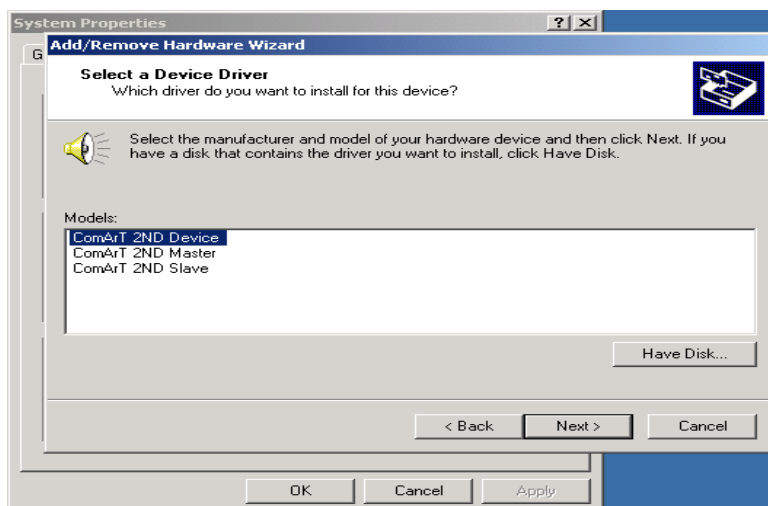 System Properties
G
Add/Remove Hardware Wizard
Select a Device Driver
Which driver do you want to install for this device?
Select the manufacturer and model of your hardware device and then click Next. If you
have a disk that contains the driver you want to install, click Have Disk.
Models:
ComArT 2ND Device
ComArT 2ND Master
ComArT 2ND Slave
Have Disk...
< Back
Next >
Cancel
OK
Cancel
Apply